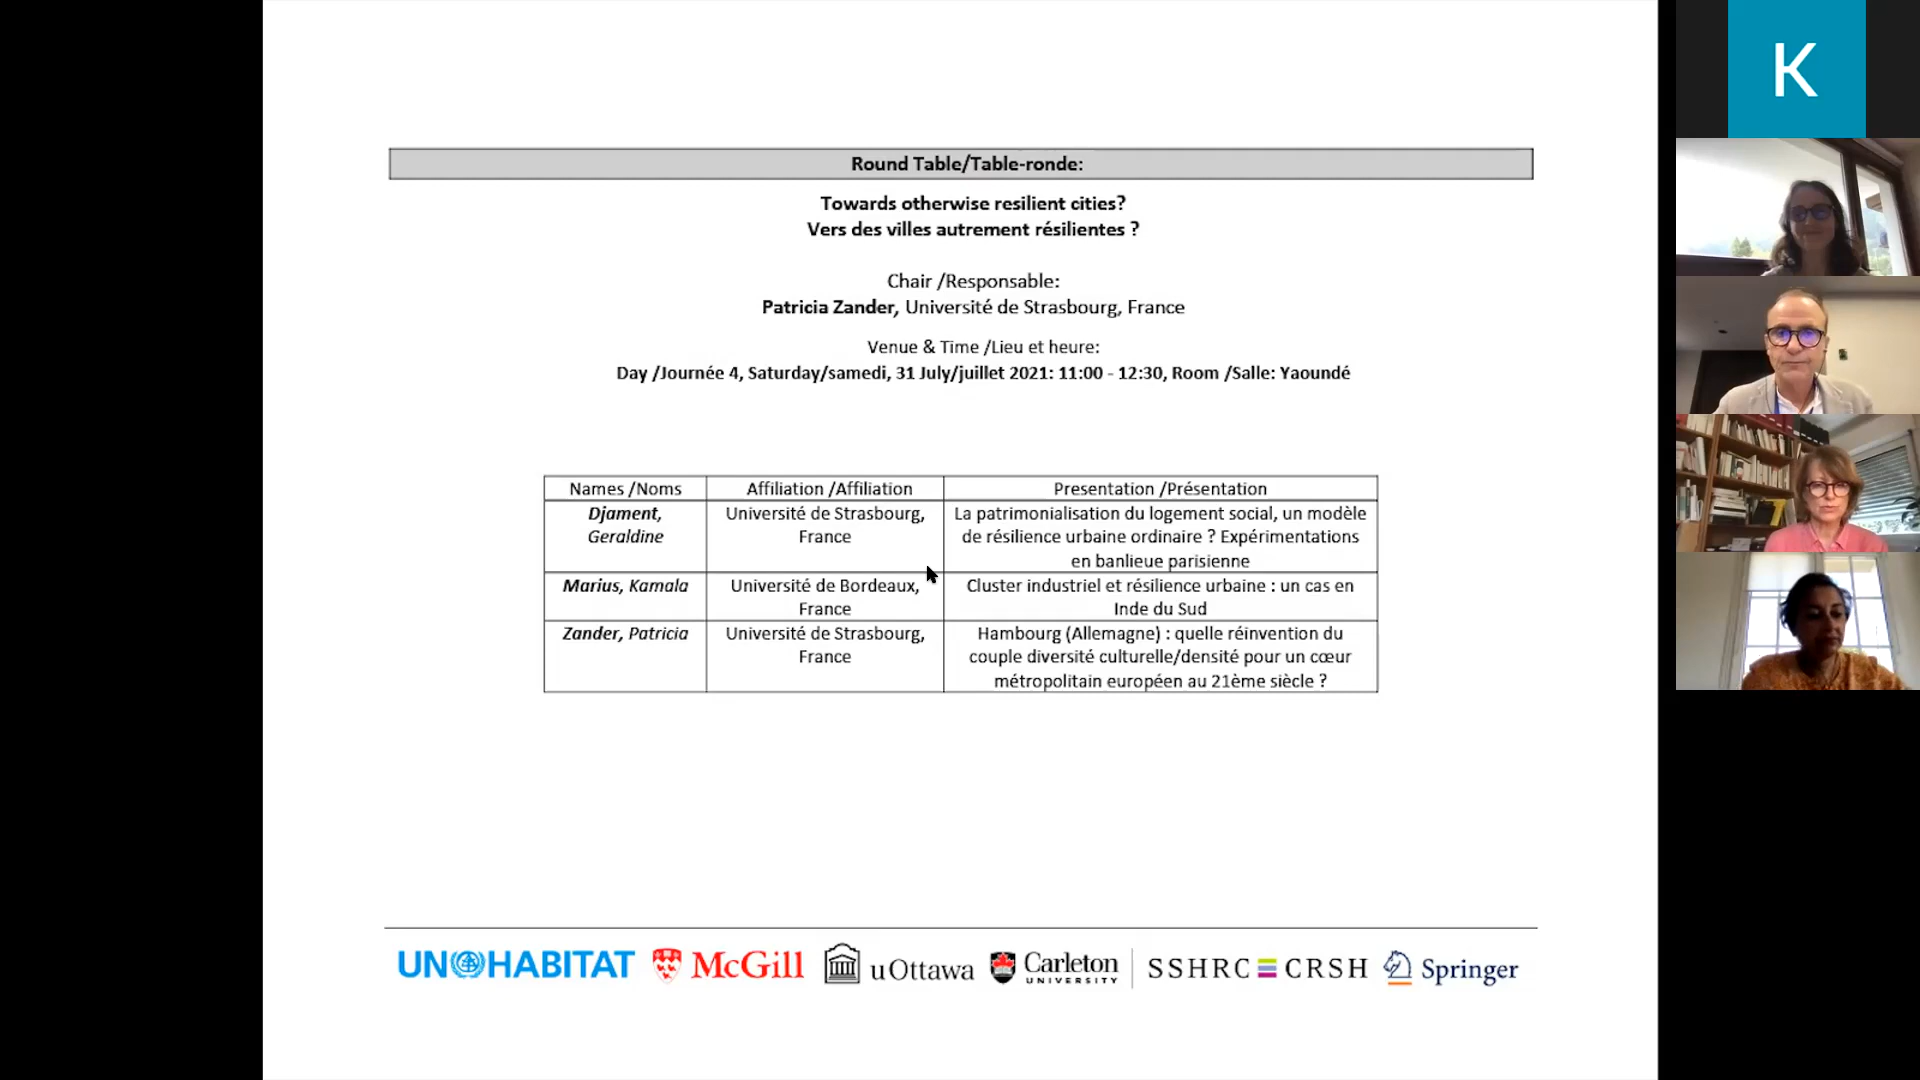 K
Round Table/Table-ronde:
Towards otherwise resilient cities?
Vers des villes autrement résilientes ?
Chair /Responsable:
Patricia Zander, Université de Strasbourg, France
Venue & Time /Lieu et heure:
Day /Journée 4, Saturday/samedi, 31 July/juillet 2021: 11:00 - 12:30, Room /Salle: Yaoundé
Names /Noms
Affiliation /Affiliation
Presentation /Présentation
Djament,
Geraldine
Université de Strasbourg,
France
La patrimonialisation du logement social, un modèle
de résilience urbaine ordinaire ? Expérimentations
en banlieue parisienne
Marius, Kamala
Université de Bordeaux,
France
Cluster industriel et résilience urbaine : un cas en
Inde du Sud
Zander, Patricia
Université de Strasbourg,
France
Hambourg (Allemagne) : quelle réinvention du
couple diversité culturelle/densité pour un cœur
métropolitain européen au 21ème siècle ?
UN HABITAT
McGill
uOttawa
Carleton
UNIVERSITY
SSHRC CRSH
Springer